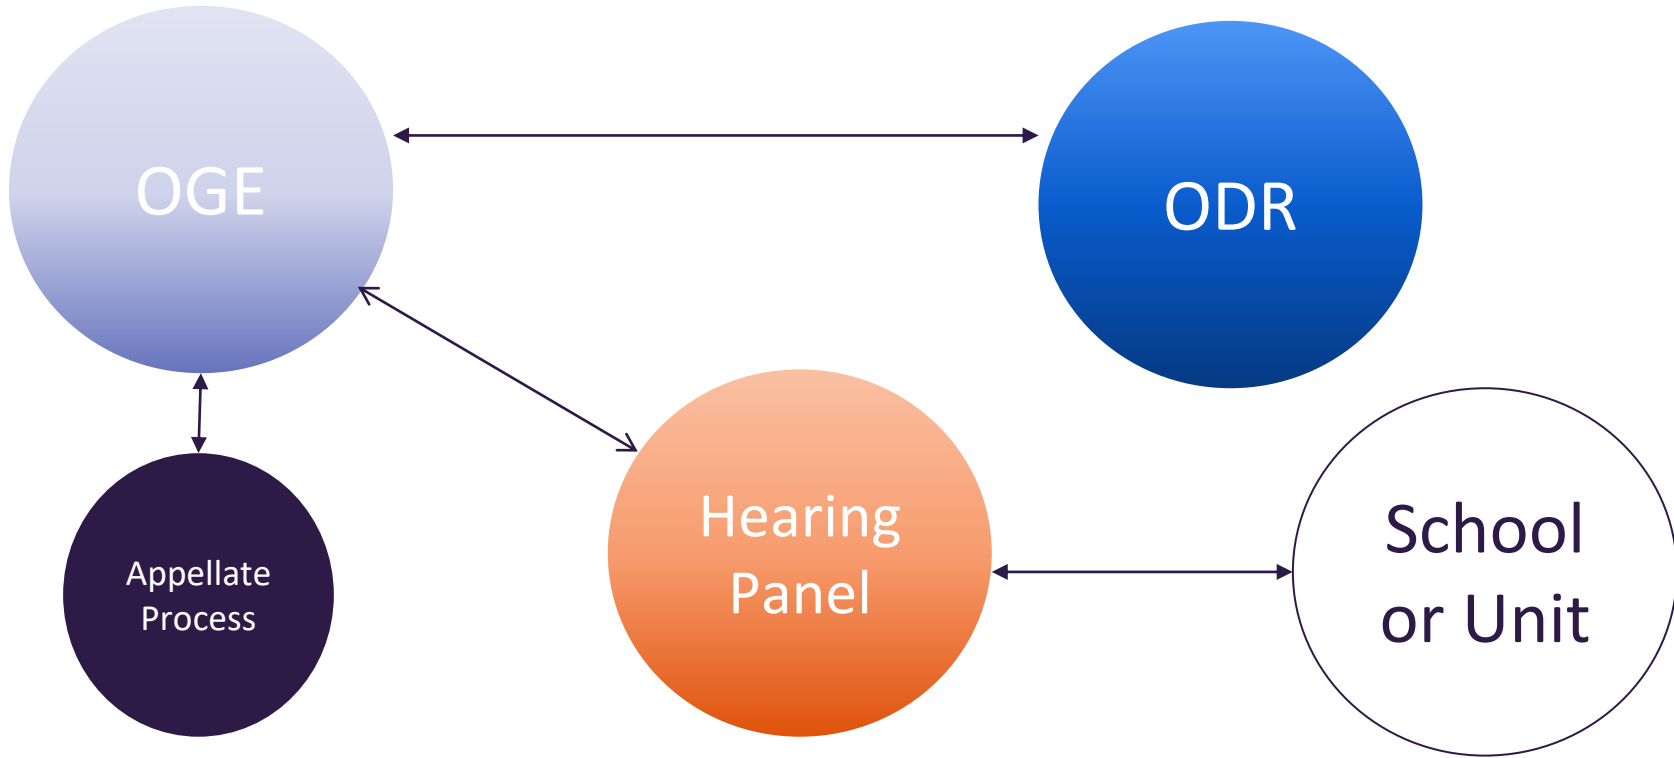 OGE
ODR
Hearing
Panel
School
or Unit
Appellate
Process